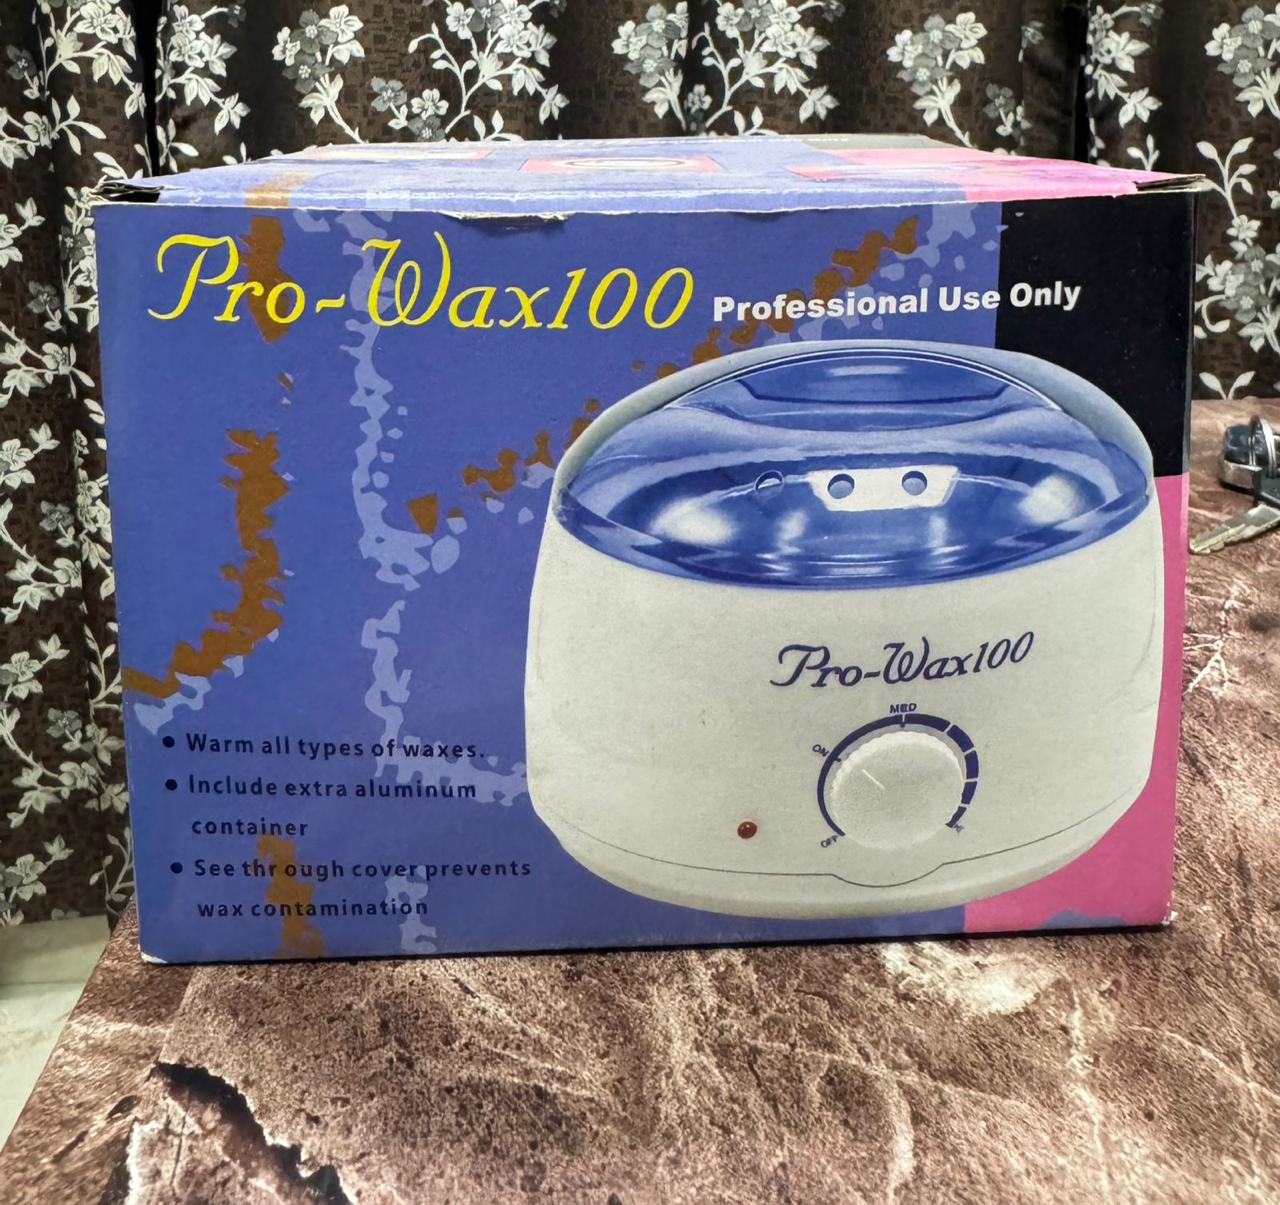 Pro-Wax100 Professional Use Only
Pro-Wax100
MED
ON
OFF
• Warm all types of waxes.
• Include extra aluminum
container
• See thr ough cover prevents
wax contamination